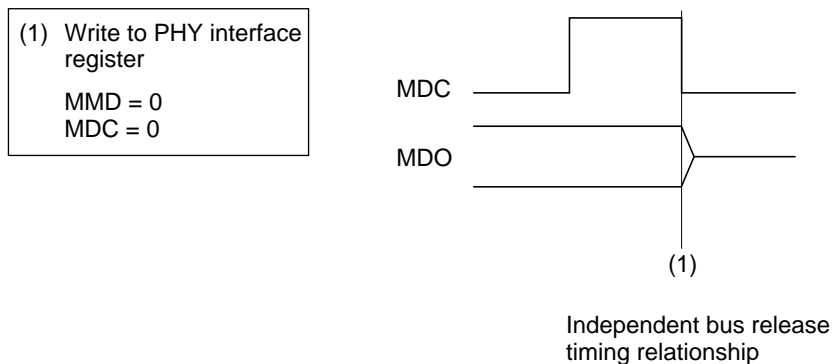 (1) Write to PHY interface
register
MMD = 0
MDC = 0
MDC
MDO
(1)
Independent bus release
timing relationship